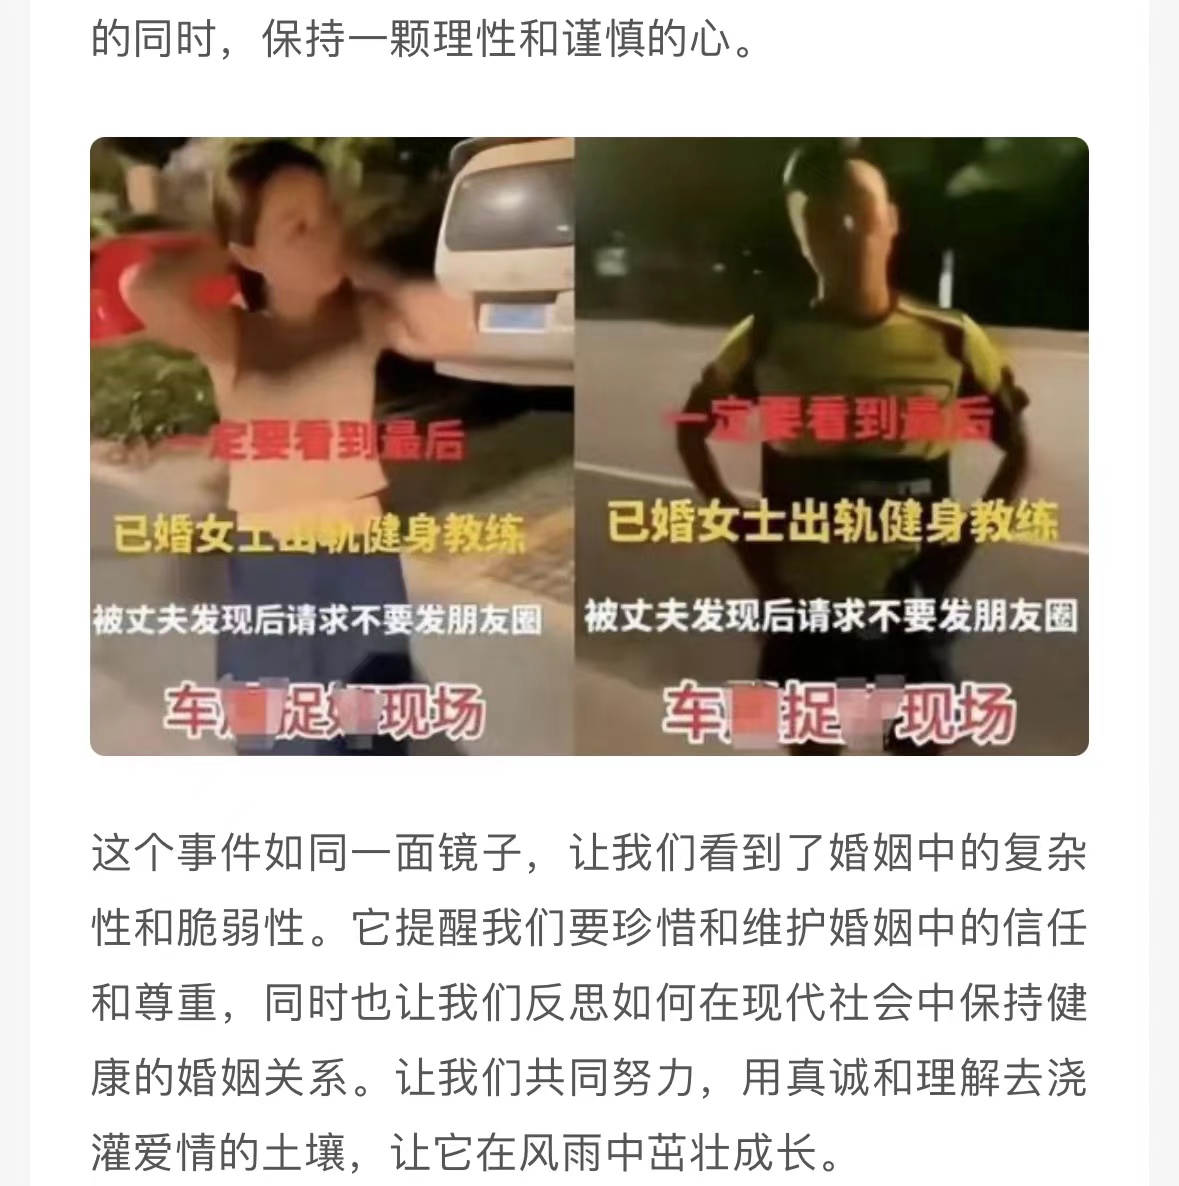 的同时，保持一颗理性和谨慎的心。
一定要看到最后
已婚女士出轨健身教练
被丈夫发现后请求不要发朋友圈
车捉现场
一定要看到最后
已婚女士出轨健身教练
被丈夫发现后请求不要发朋友圈
车捉现场
这个事件如同一面镜子，让我们看到了婚姻中的复杂
性和脆弱性。它提醒我们要珍惜和维护婚姻中的信任
和尊重，同时也让我们反思如何在现代社会中保持健
康的婚姻关系。让我们共同努力，用真诚和理解去浇
灌爱情的土壤，让它在风雨中茁壮成长。